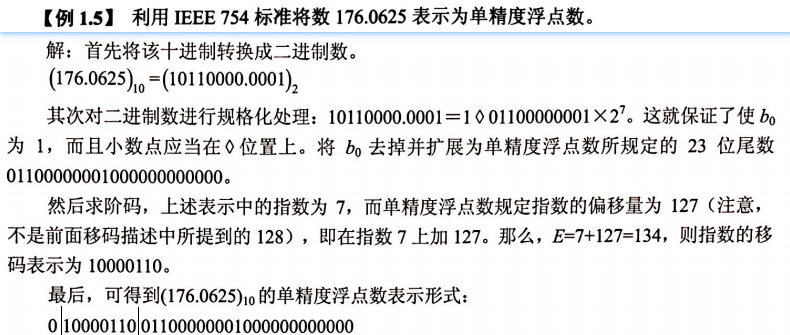 【例 1.5】 利用 IEEE 754 标准将数 176.0625 表示为单精度浮点数。
解：首先将该十进制转换成二进制数。
(176.0625)₁₀ =(10110000.0001)₂
其次对二进制数进行规格化处理：10110000.0001＝1◊01100000001×2⁷。这就保证了使 b₀
为 1，而且小数点应当在◊位置上。将 b₀ 去掉并扩展为单精度浮点数所规定的 23 位尾数
01100000001000000000000。
然后求阶码，上述表示中的指数为 7，而单精度浮点数规定指数的偏移量为 127（注意，
不是前面移码描述中所提到的 128），即在指数 7 上加 127。那么，E=7+127=134，则指数的移
码表示为 10000110。
最后，可得到(176.0625)₁₀ 的单精度浮点数表示形式：
0|10000110|01100000001000000000000